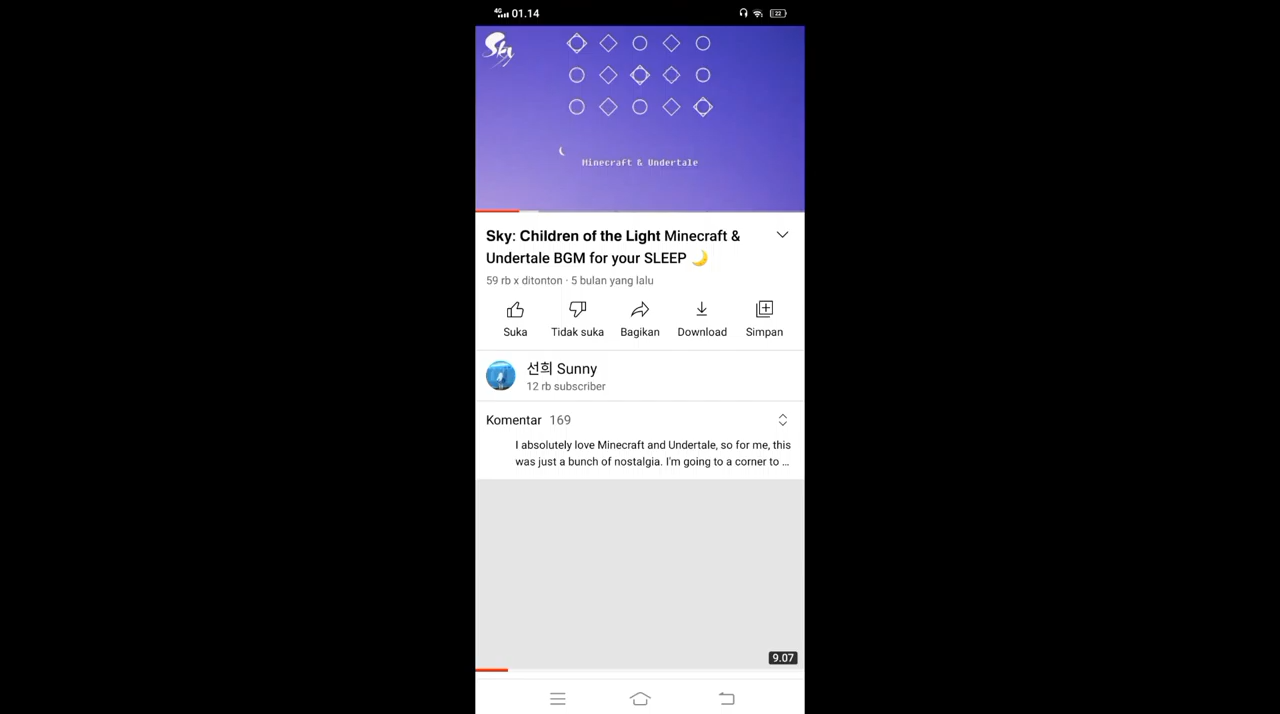 4G 01.14 22
Sky
Minecraft & Undertale
Sky: Children of the Light Minecraft &
Undertale BGM for your SLEEP 🌙
59 rb x ditonton · 5 bulan yang lalu
Suka Tidak suka Bagikan Download Simpan
선희 Sunny
12 rb subscriber
Komentar 169
I absolutely love Minecraft and Undertale, so for me, this
was just a bunch of nostalgia. I'm going to a corner to ...
9.07